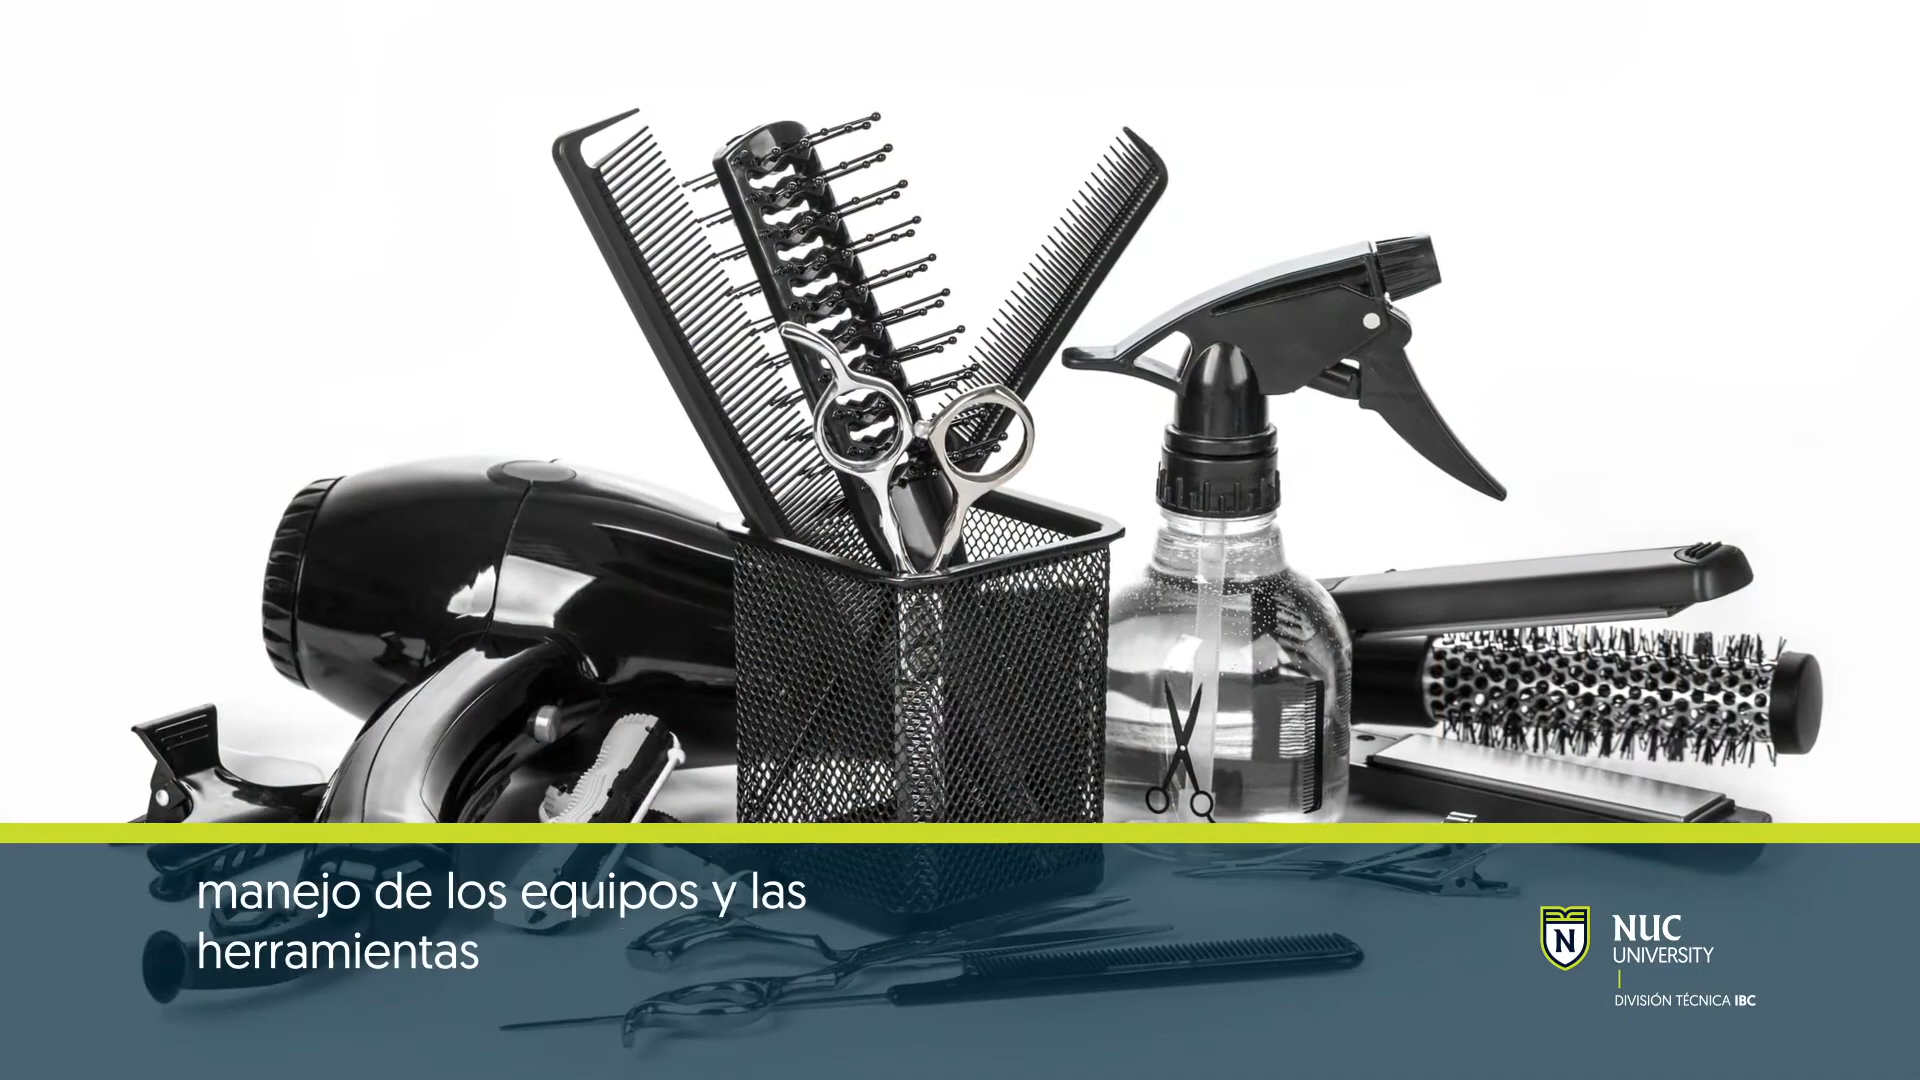 manejo de los equipos y las
herramientas
N
NUC
UNIVERSITY
DIVISIÓN TÉCNICA IBC